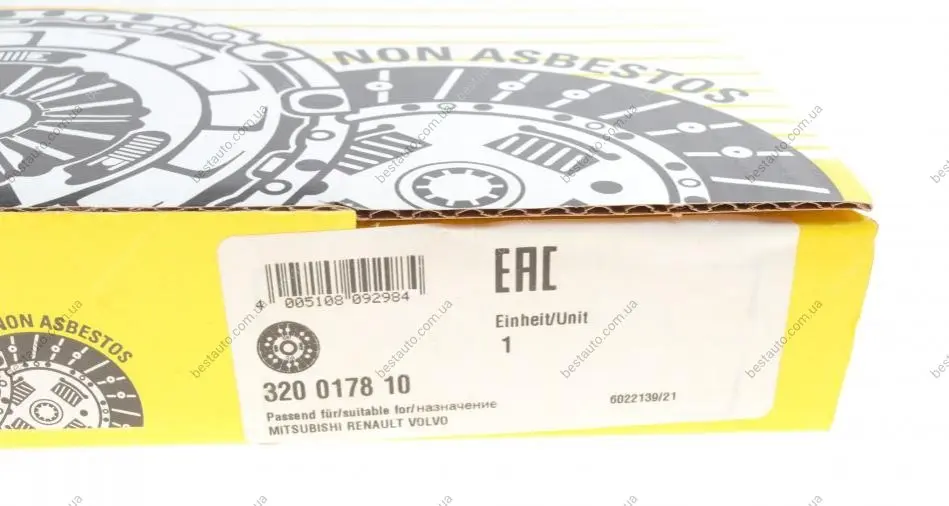 NON ASBESTOS
EAC
4 005108 092984
Einheit/Unit
1
320 0178 10
Passend für/suitable for/назначение
6022139/21
MITSUBISHI RENAULT VOLVO
NON ASBESTOS
bestauto.com.ua